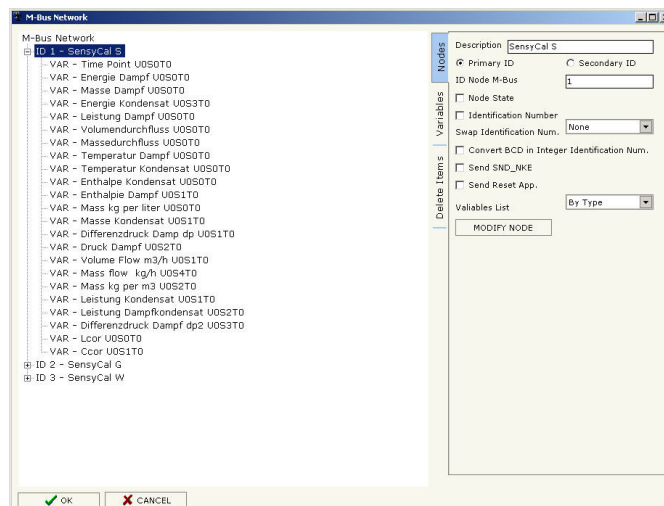 M-Bus Network
M-Bus Network
ID 1 - SensyCal S
VAR - Time Point U0S0T0
VAR - Energie Dampf U0S0T0
VAR - Masse Dampf U0S0T0
VAR - Energie Kondensat U0S3T0
VAR - Leistung Dampf U0S0T0
VAR - Volumendurchfluss U0S0T0
VAR - Massedurchfluss U0S0T0
VAR - Temperatur Dampf U0S0T0
VAR - Temperatur Kondensat U0S0T0
VAR - Enthalpe Kondensat U0S0T0
VAR - Enthalpie Dampf U0S1T0
VAR - Mass kg per liter U0S0T0
VAR - Masse Kondensat U0S1T0
VAR - Differenzdruck Damp dp U0S1T0
VAR - Druck Dampf U0S2T0
VAR - Volume Flow m3/h U0S1T0
VAR - Mass flow kg/h U0S4T0
VAR - Mass kg per m3 U0S2T0
VAR - Leistung Kondensat U0S1T0
VAR - Leistung Dampfkondensat U0S2T0
VAR - Differenzdruck Dampf dp2 U0S3T0
VAR - Lcor U0S0T0
VAR - Ccor U0S1T0
ID 2 - SensyCal G
ID 3 - SensyCal W
Nodes
Variables
Delete Items
Description SensyCal S
Primary ID Secondary ID
ID Node M-Bus 1
Node State
Identification Number
Swap Identification Num. None
Convert BCD in Integer Identification Num.
Send SND_NKE
Send Reset App.
Valiables List By Type
MODIFY NODE
OK CANCEL